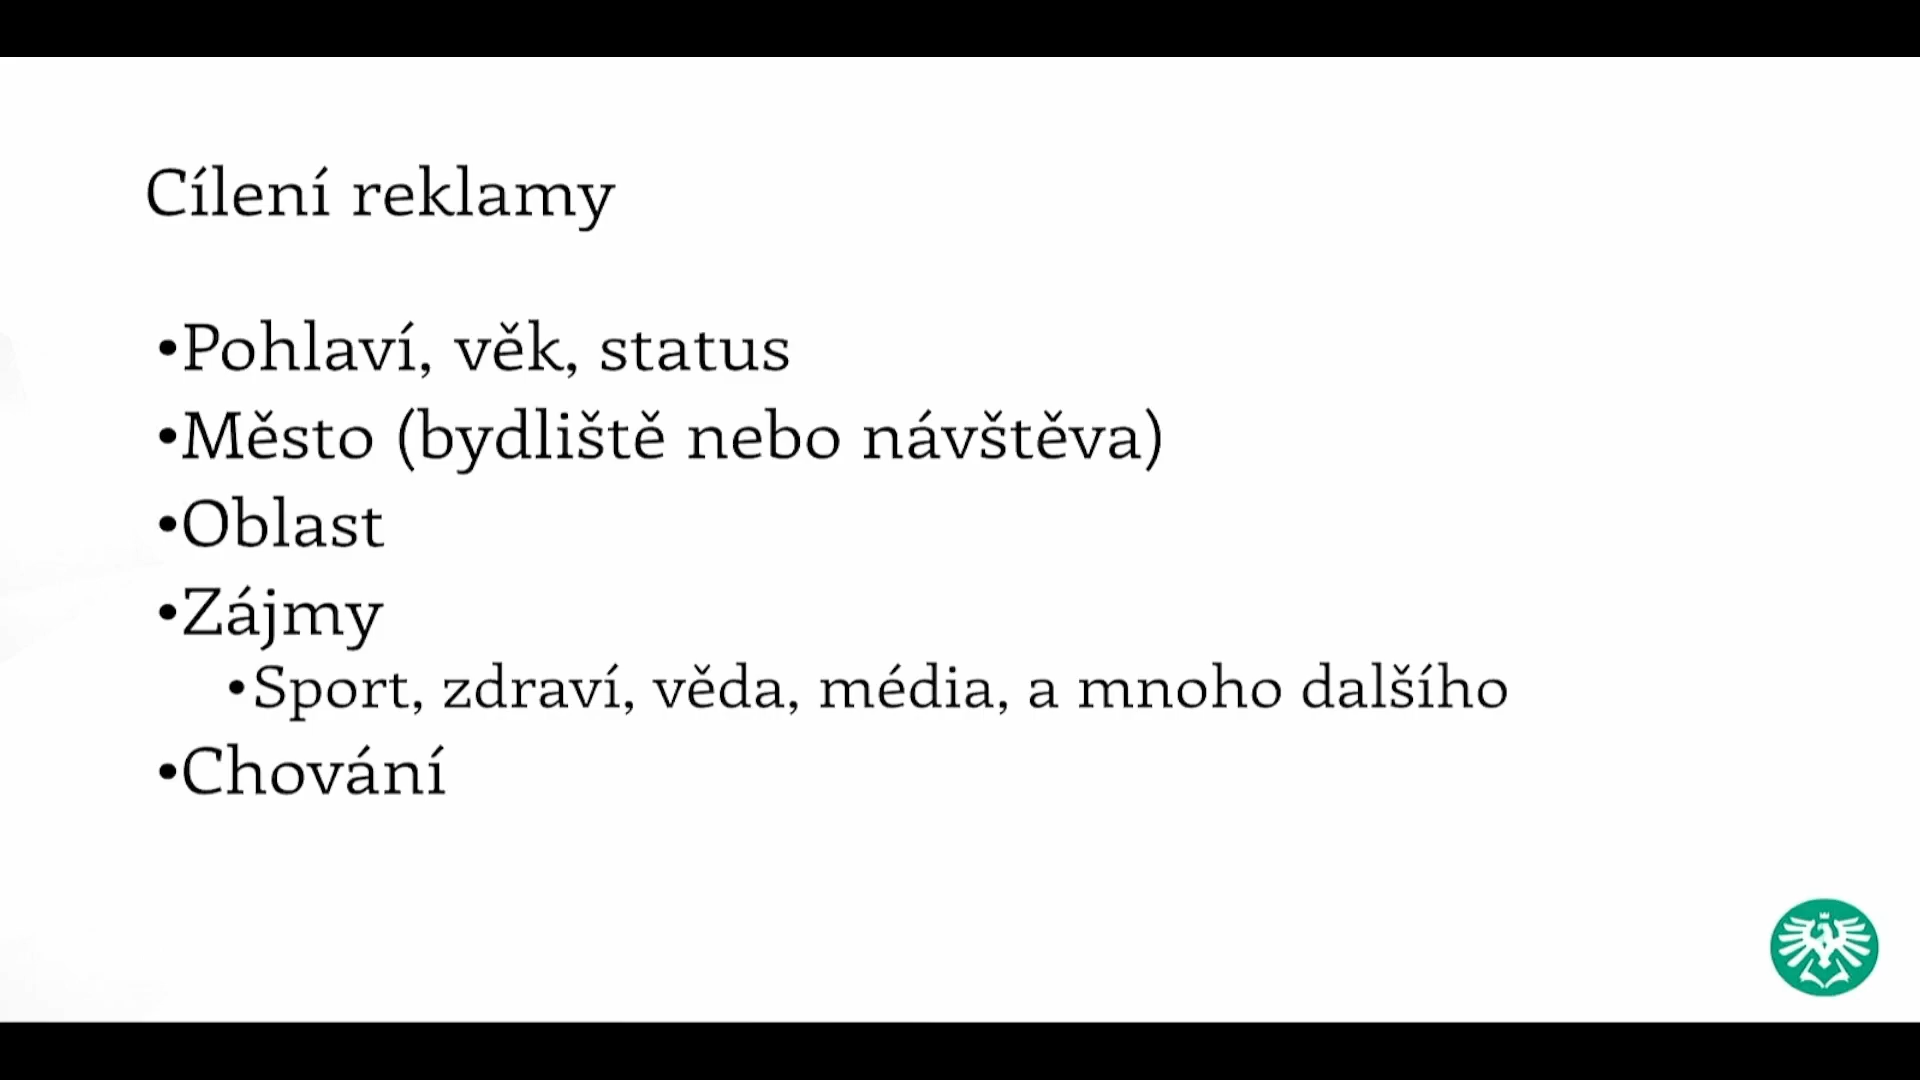 Cílení reklamy
•Pohlaví, věk, status
•Město (bydliště nebo návštěva)
•Oblast
•Zájmy
•Sport, zdraví, věda, média, a mnoho dalšího
•Chování